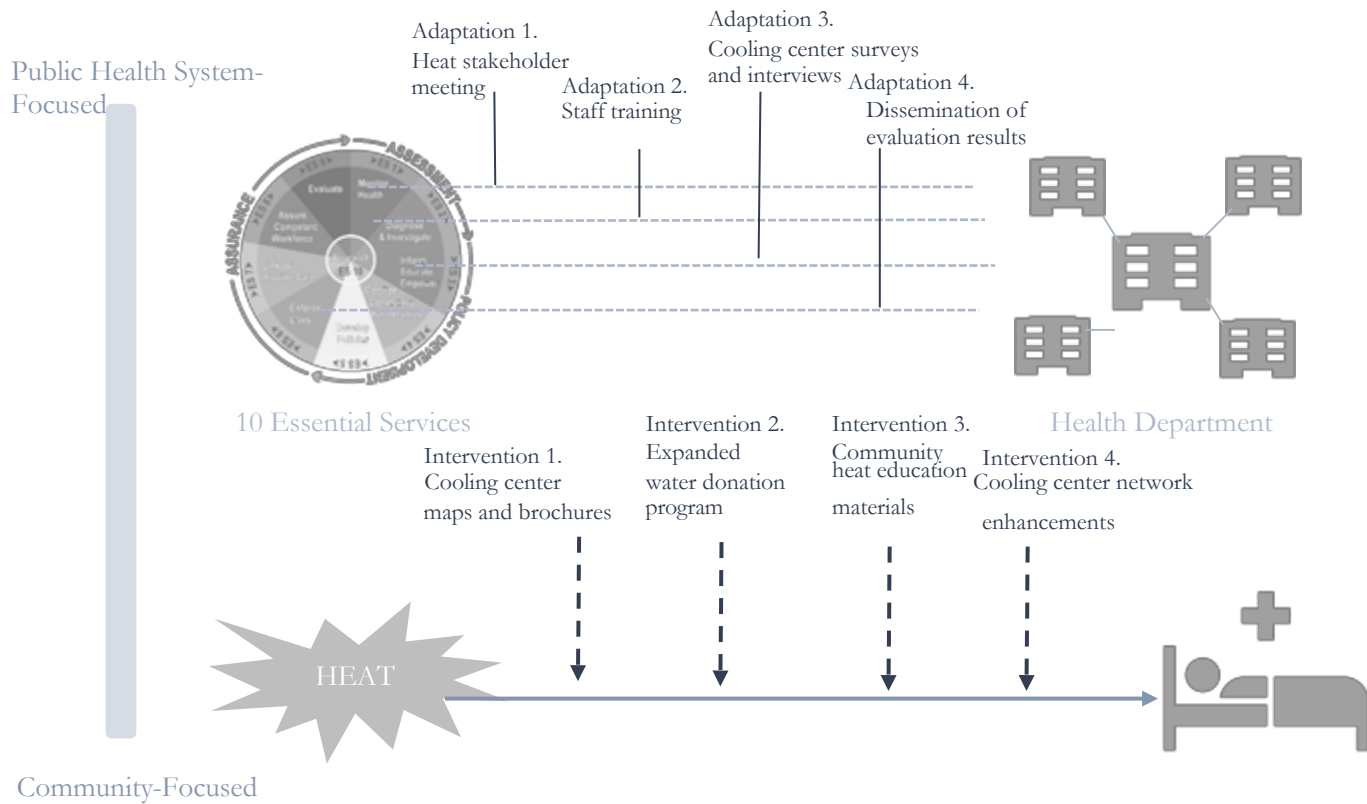 Public Health System-
Focused
Adaptation 1.
Heat stakeholder
meeting
Adaptation 2.
Staff training
Adaptation 3.
Cooling center surveys
and interviews
Adaptation 4.
Dissemination of
evaluation results
ASSESSMENT
ASSURANCE
POLICY DEVELOPMENT
Evaluate
Monitor
Health
Assure
Competent
Workforce
Diagnose
& Investigate
Inform
Educate
Empower
Develop
Policies
10 Essential Services
Health Department
Intervention 1.
Cooling center
maps and brochures
Intervention 2.
Expanded
water donation
program
Intervention 3.
Community
heat education
materials
Intervention 4.
Cooling center network
enhancements
HEAT
Community-Focused